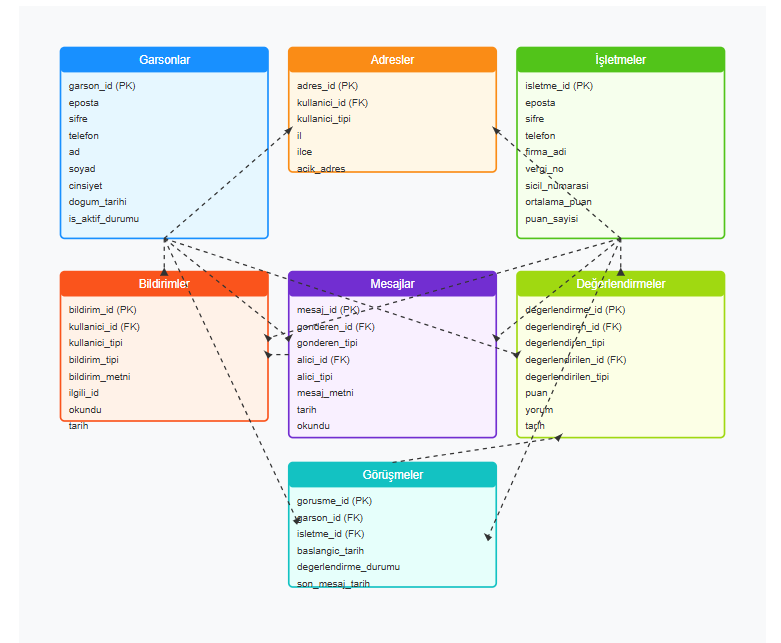 Garsonlar
garson_id (PK)
eposta
sifre
telefon
ad
soyad
cinsiyet
dogum_tarihi
is_aktif_durumu
Adresler
adres_id (PK)
kullanici_id (FK)
kullanici_tipi
il
ilce
acik_adres
İşletmeler
isletme_id (PK)
eposta
sifre
telefon
firma_adi
vergi_no
sicil_numarasi
ortalama_puan
puan_sayisi
Bildirimler
bildirim_id (PK)
kullanici_id (FK)
kullanici_tipi
bildirim_tipi
bildirim_metni
ilgili_id
okundu
tarih
Mesajlar
mesaj_id (PK)
gonderen_id (FK)
gonderen_tipi
alici_id (FK)
alici_tipi
mesaj_metni
tarih
okundu
Değerlendirmeler
degerlendirme_id (PK)
degerlendiren_id (FK)
degerlendiren_tipi
degerlendirilen_id (FK)
degerlendirilen_tipi
puan
yorum
tarih
Görüşmeler
gorusme_id (PK)
garson_id (FK)
isletme_id (FK)
baslangic_tarih
degerlendirme_durumu
son_mesaj_tarih